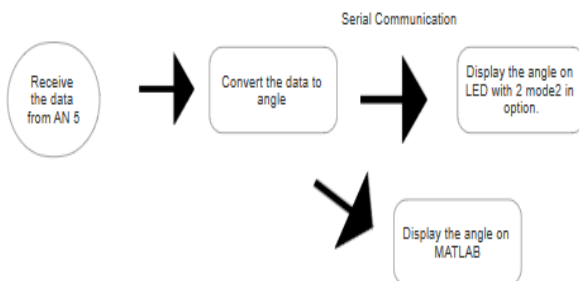 Serial Communication
Receive
the data
from AN 5
Convert the data to
angle
Display the angle on
LED with 2 mode2 in
option.
Display the angle on
MATLAB